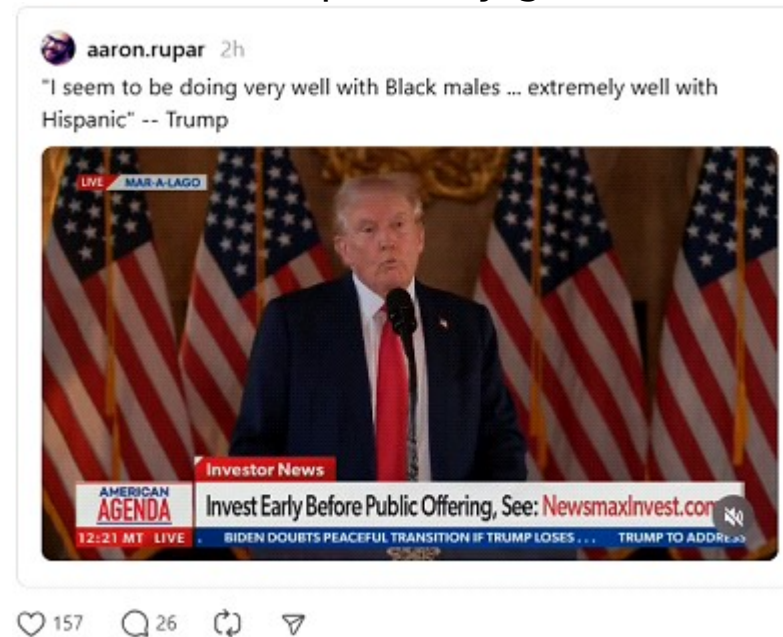 aaron.rupar 2h
"I seem to be doing very well with Black males ... extremely well with
Hispanic" -- Trump
LIVE MAR-A-LAGO
Investor News
AMERICAN
AGENDA
Invest Early Before Public Offering, See: NewsmaxInvest.com
12:21 MT LIVE . BIDEN DOUBTS PEACEFUL TRANSITION IF TRUMP LOSES . . . TRUMP TO ADDRESS
157 26